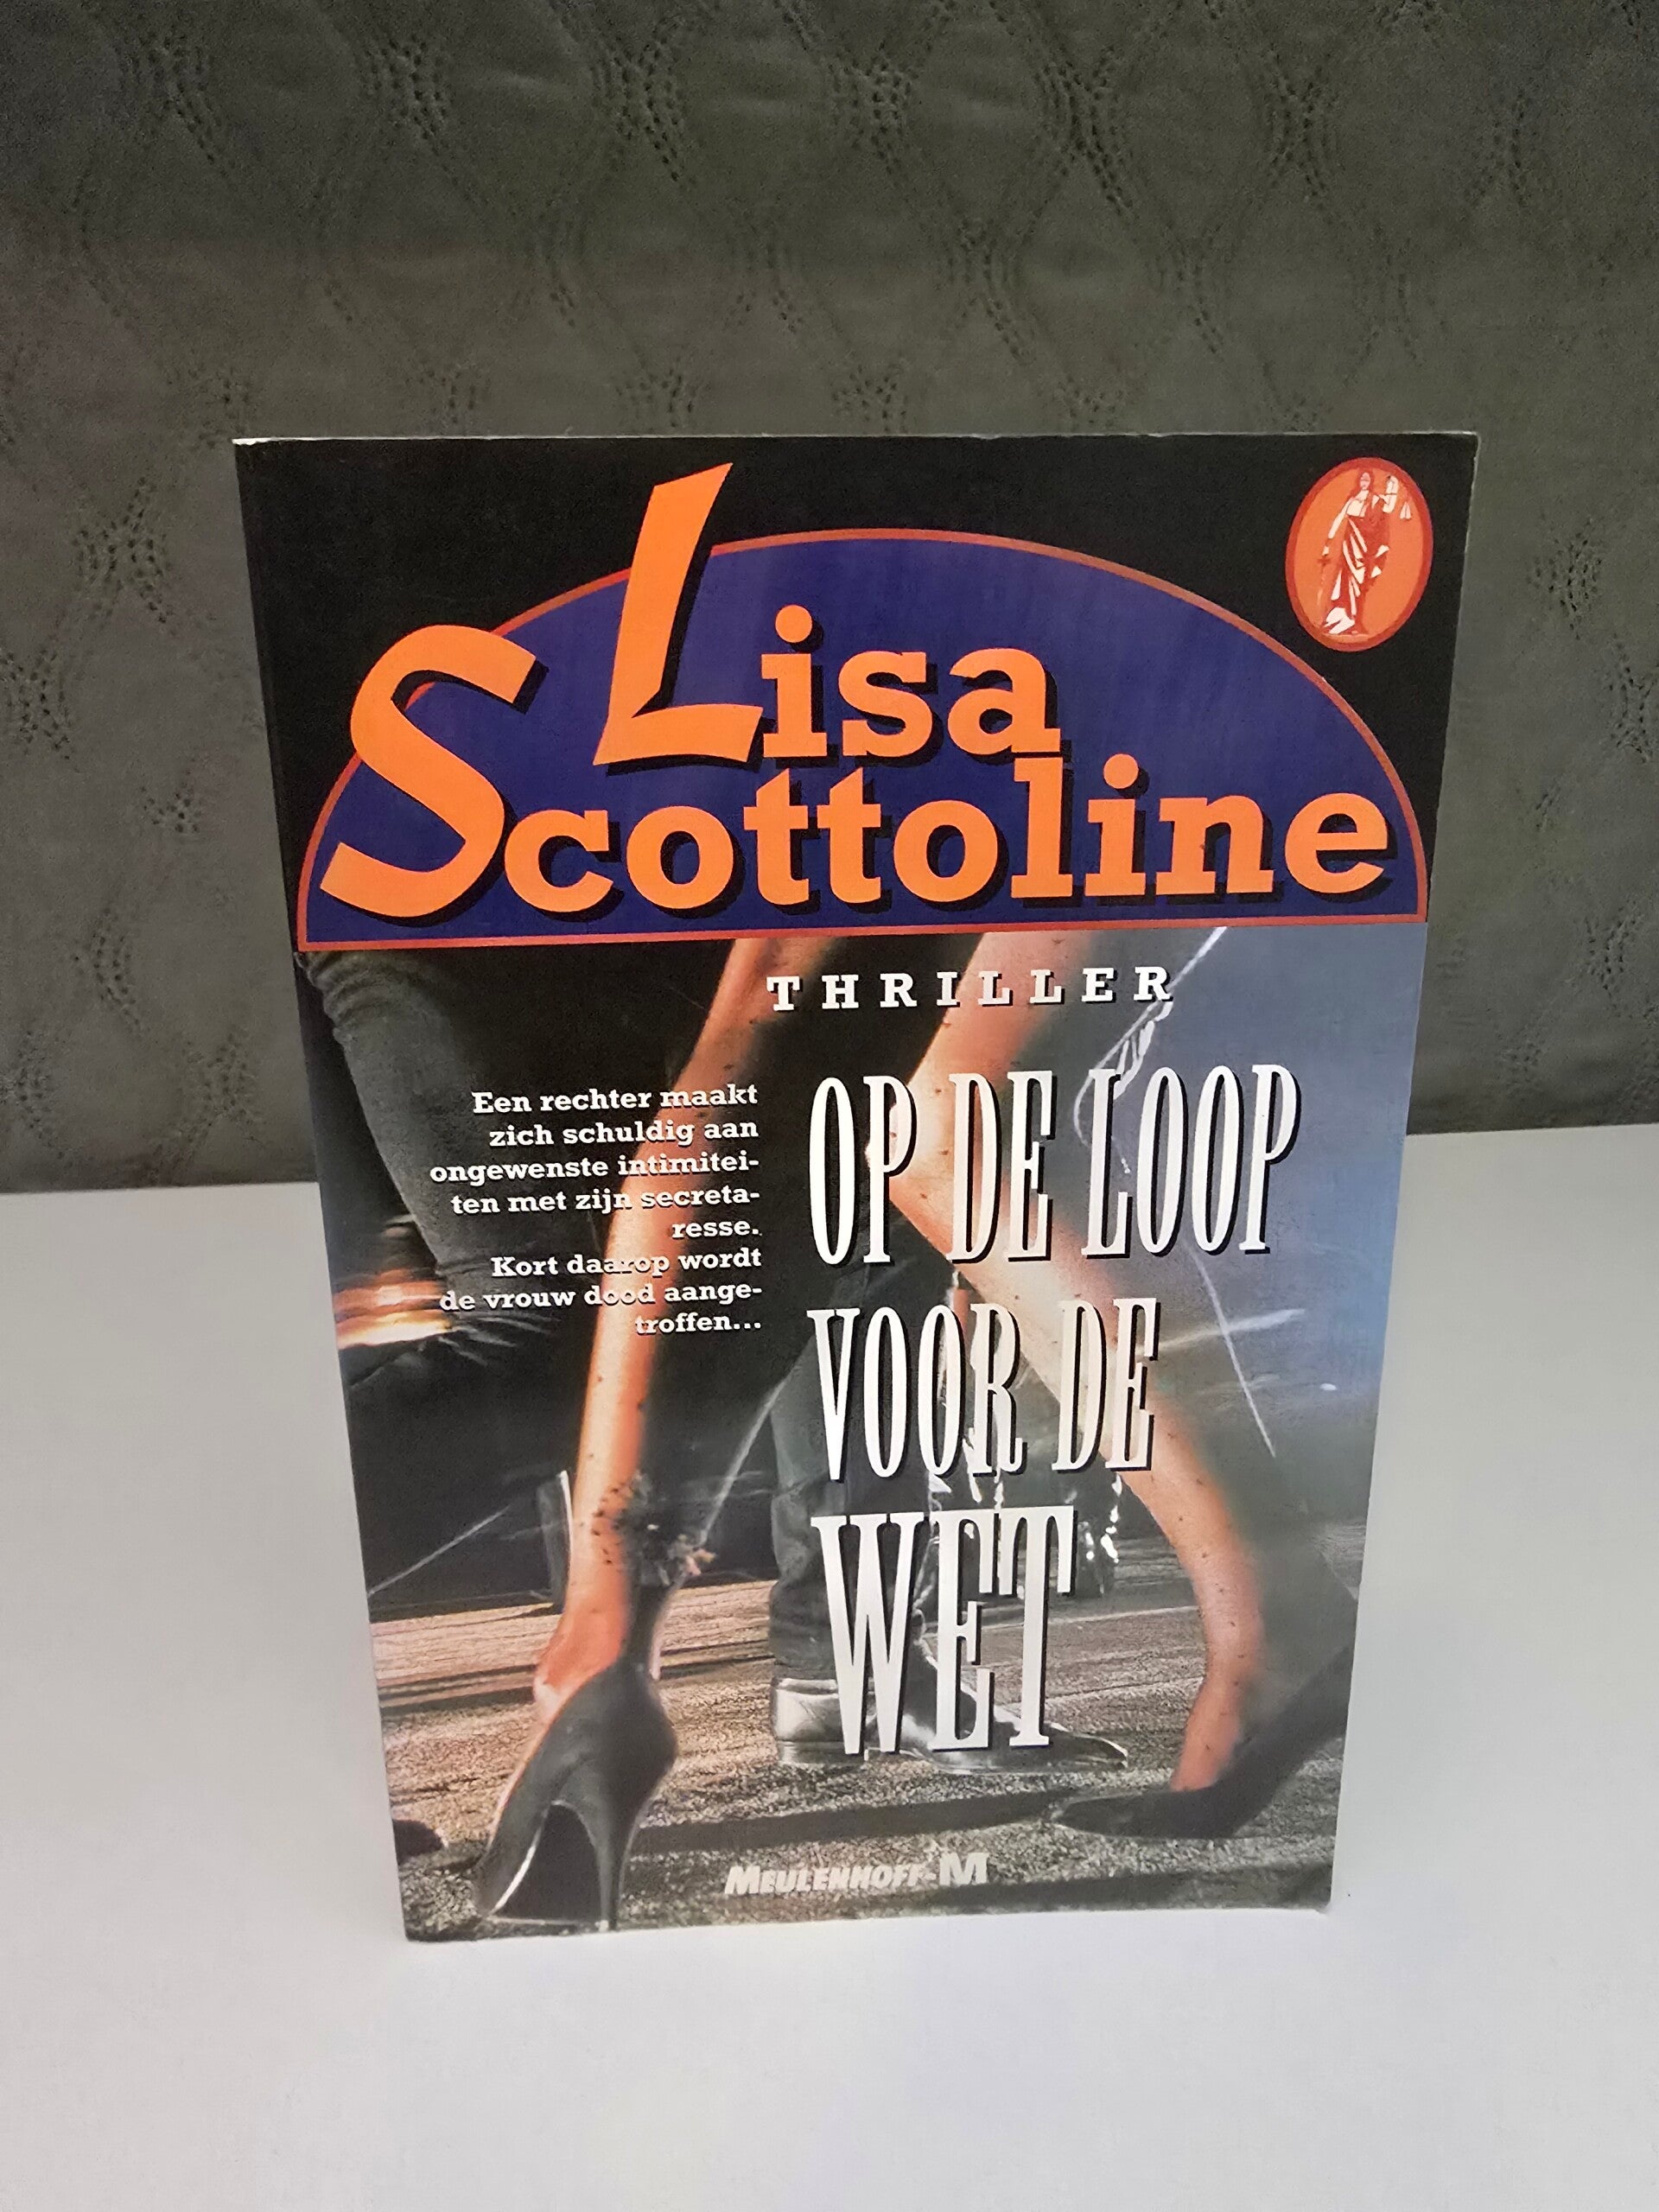 Lisa
Scottoline
THRILLER
Een rechter maakt
zich schuldig aan
ongewenste intimitei-
ten met zijn secreta-
resse.
Kort daarop wordt
de vrouw dood aange-
troffen...
OP DE LOOP
VOOR DE
WET
MEULENHOFF-M